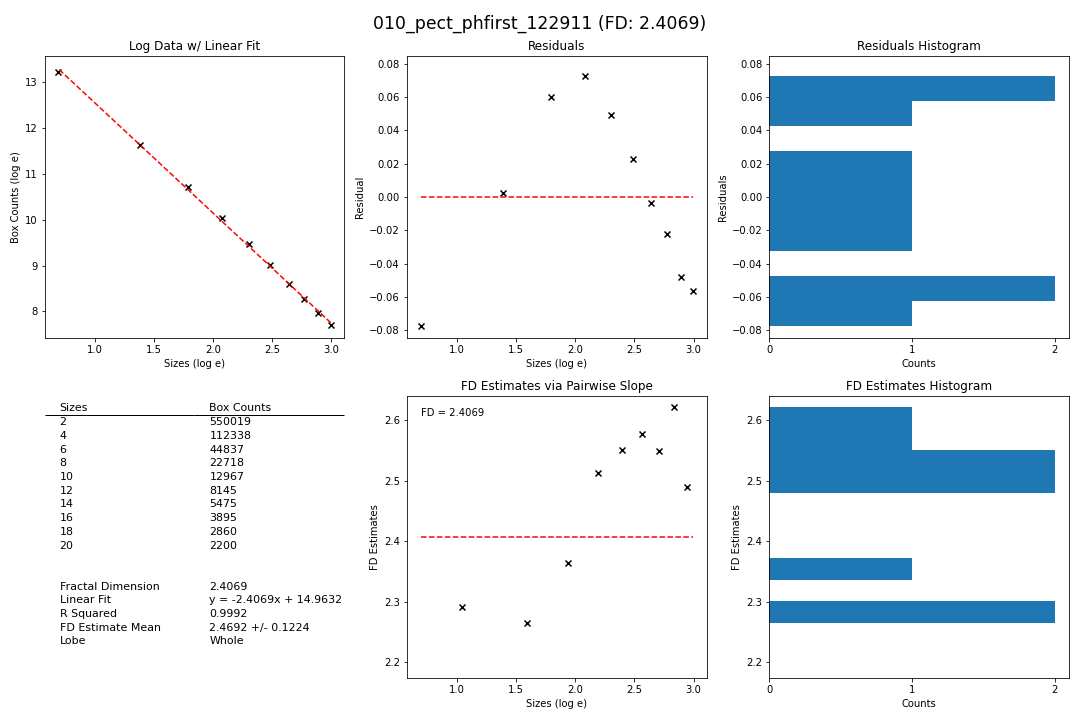 010_pect_phfirst_122911 (FD: 2.4069)
Log Data w/ Linear Fit
Box Counts (log e)
13
12
11
10
9
8
1.0 1.5 2.0 2.5 3.0
Sizes (log e)
Residuals
Residual
0.08
0.06
0.04
0.02
0.00
−0.02
−0.04
−0.06
−0.08
1.0 1.5 2.0 2.5 3.0
Sizes (log e)
Residuals Histogram
Residuals
0.08
0.06
0.04
0.02
0.00
−0.02
−0.04
−0.06
−0.08
0 1 2
Counts
Sizes Box Counts
2 550019
4 112338
6 44837
8 22718
10 12967
12 8145
14 5475
16 3895
18 2860
20 2200
Fractal Dimension 2.4069
Linear Fit y = -2.4069x + 14.9632
R Squared 0.9992
FD Estimate Mean 2.4692 +/- 0.1224
Lobe Whole
FD Estimates via Pairwise Slope
FD = 2.4069
FD Estimates
2.6
2.5
2.4
2.3
2.2
1.0 1.5 2.0 2.5 3.0
Sizes (log e)
FD Estimates Histogram
FD Estimates
2.6
2.5
2.4
2.3
2.2
0 1 2
Counts